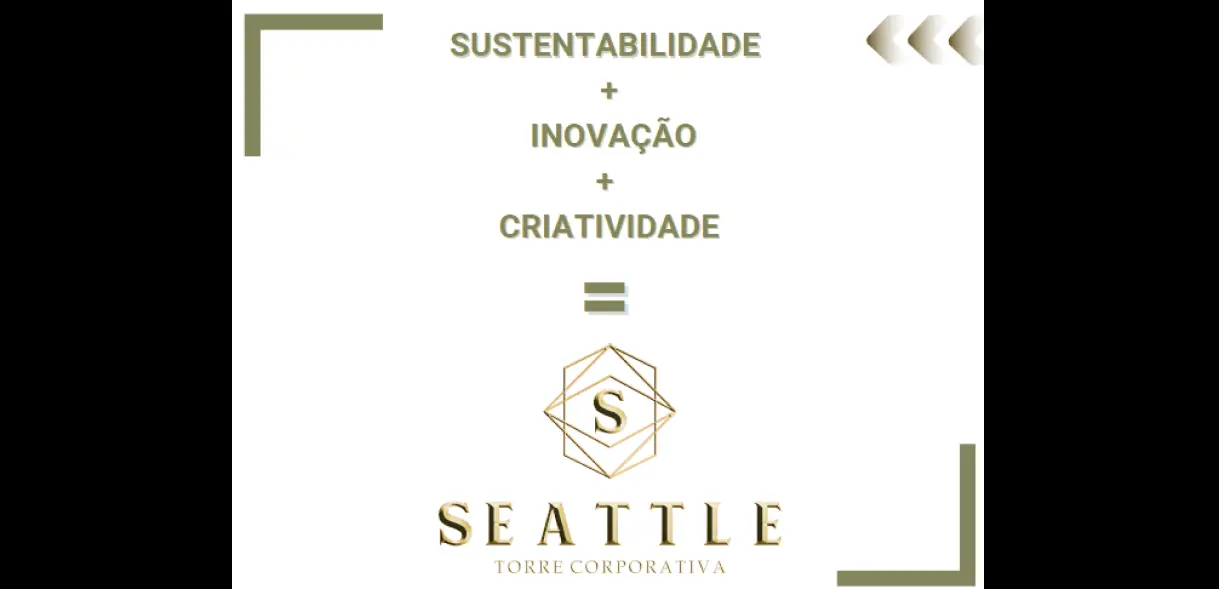 SUSTENTABILIDADE
+
INOVAÇÃO
+
CRIATIVIDADE
=
S
SEATTLE
TORRE CORPORATIVA